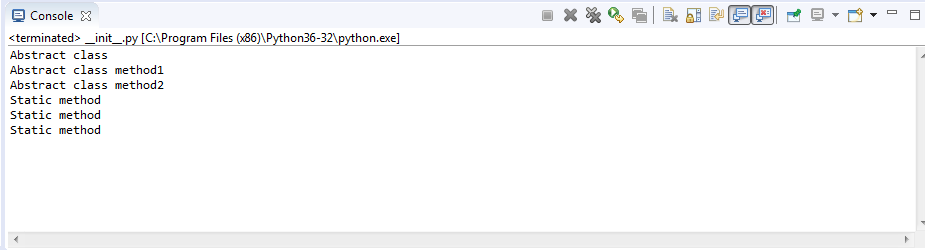 Console
<terminated> __init__.py [C:\Program Files (x86)\Python36-32\python.exe]
Abstract class
Abstract class method1
Abstract class method2
Static method
Static method
Static method